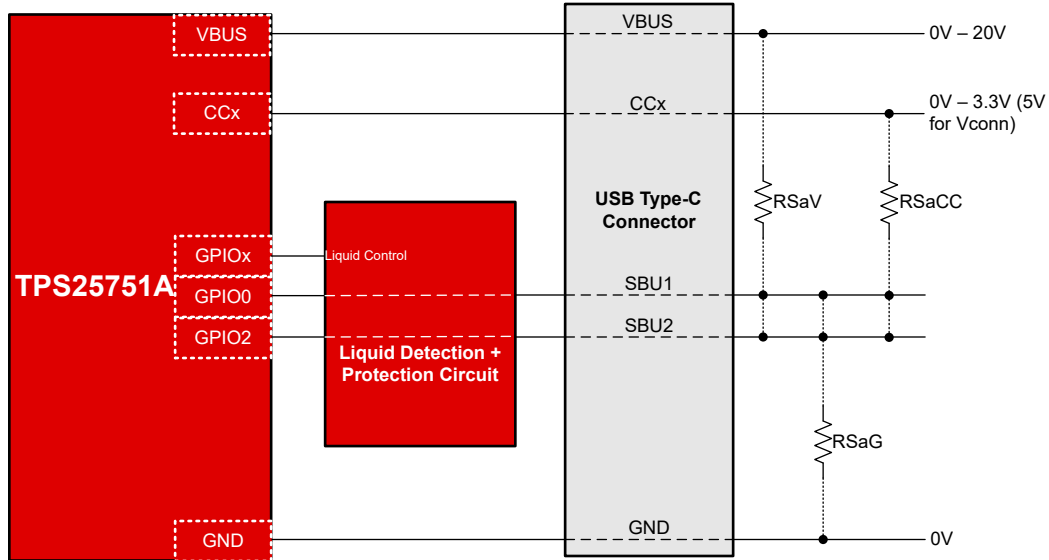 VBUS
VBUS
0V – 20V
CCx
CCx
0V – 3.3V (5V
for Vconn)
USB Type-C
Connector
RSaV
RSaCC
GPIOx
Liquid Control
TPS25751A
GPIO0
SBU1
GPIO2
SBU2
Liquid Detection +
Protection Circuit
RSaG
GND
GND
0V